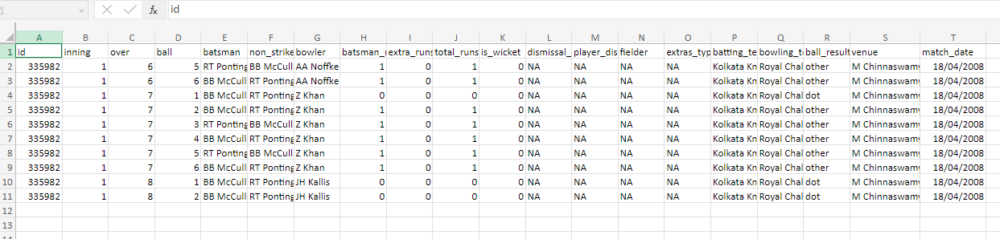 1 id
A B C D E F G H I J K L M N O P Q R S T
1 id inning over ball batsman non_strike bowler batsman_ extra_runs total_runs is_wicket dismissal_ player_dis fielder extras_typ batting_te bowling_t ball_result venue match_date
2 335982 1 6 5 RT Ponting BB McCull AA Noffke 1 0 1 0 NA NA NA NA Kolkata Kn Royal Chal other M Chinnaswamy 18/04/2008
3 335982 1 6 6 BB McCull RT Ponting AA Noffke 1 0 1 0 NA NA NA NA Kolkata Kn Royal Chal other M Chinnaswamy 18/04/2008
4 335982 1 7 1 BB McCull RT Ponting Z Khan 0 0 0 0 NA NA NA NA Kolkata Kn Royal Chal dot M Chinnaswamy 18/04/2008
5 335982 1 7 2 BB McCull RT Ponting Z Khan 1 0 1 0 NA NA NA NA Kolkata Kn Royal Chal other M Chinnaswamy 18/04/2008
6 335982 1 7 3 RT Ponting BB McCull Z Khan 1 0 1 0 NA NA NA NA Kolkata Kn Royal Chal other M Chinnaswamy 18/04/2008
7 335982 1 7 4 BB McCull RT Ponting Z Khan 1 0 1 0 NA NA NA NA Kolkata Kn Royal Chal other M Chinnaswamy 18/04/2008
8 335982 1 7 5 RT Ponting BB McCull Z Khan 1 0 1 0 NA NA NA NA Kolkata Kn Royal Chal other M Chinnaswamy 18/04/2008
9 335982 1 7 6 BB McCull RT Ponting Z Khan 1 0 1 0 NA NA NA NA Kolkata Kn Royal Chal other M Chinnaswamy 18/04/2008
10 335982 1 8 1 BB McCull RT Ponting JH Kallis 0 0 0 0 NA NA NA NA Kolkata Kn Royal Chal dot M Chinnaswamy 18/04/2008
11 335982 1 8 2 BB McCull RT Ponting JH Kallis 0 0 0 0 NA NA NA NA Kolkata Kn Royal Chal dot M Chinnaswamy 18/04/2008
12
13